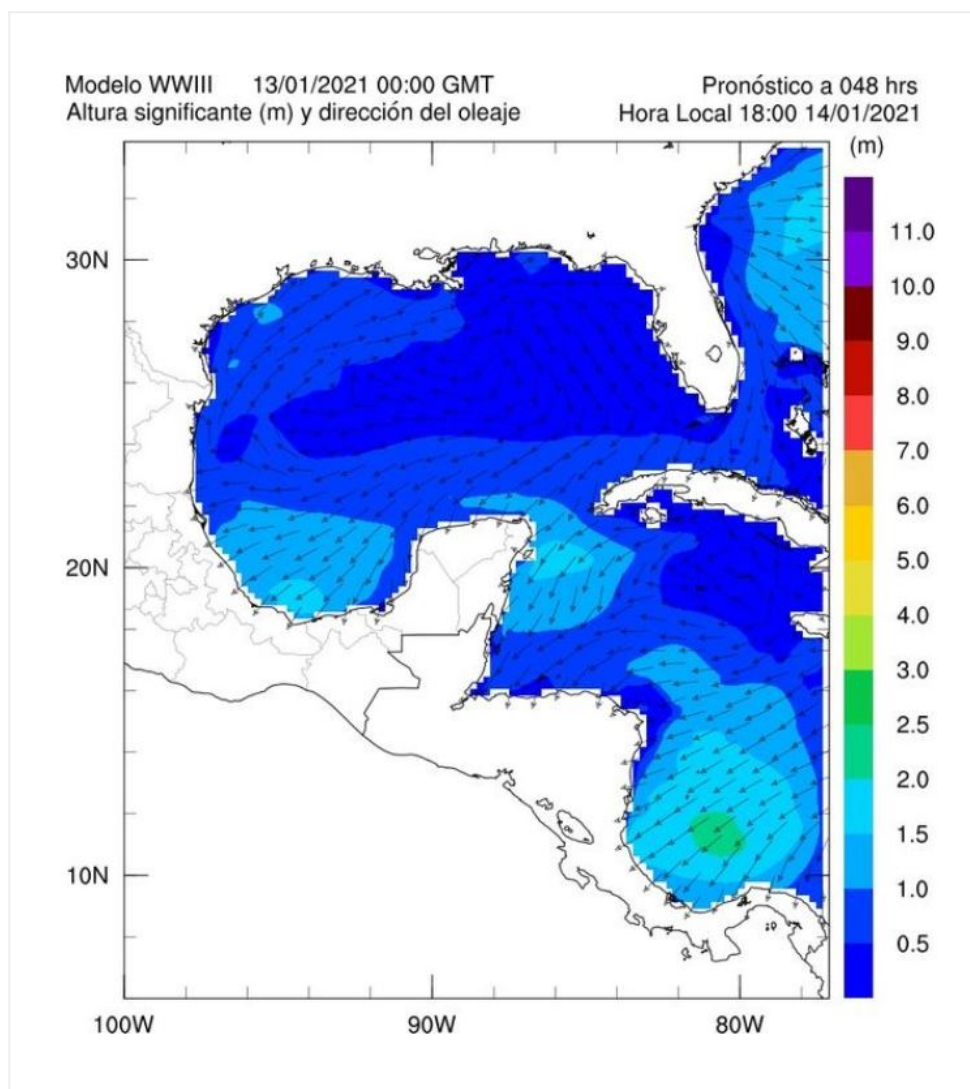 Modelo WWIII 13/01/2021 00:00 GMT Pronóstico a 048 hrs
Altura significante (m) y dirección del oleaje Hora Local 18:00 14/01/2021
(m)
11.0
30N
10.0
9.0
8.0
7.0
6.0
20N
5.0
4.0
3.0
2.5
2.0
1.5
10N
1.0
0.5
100W 90W 80W